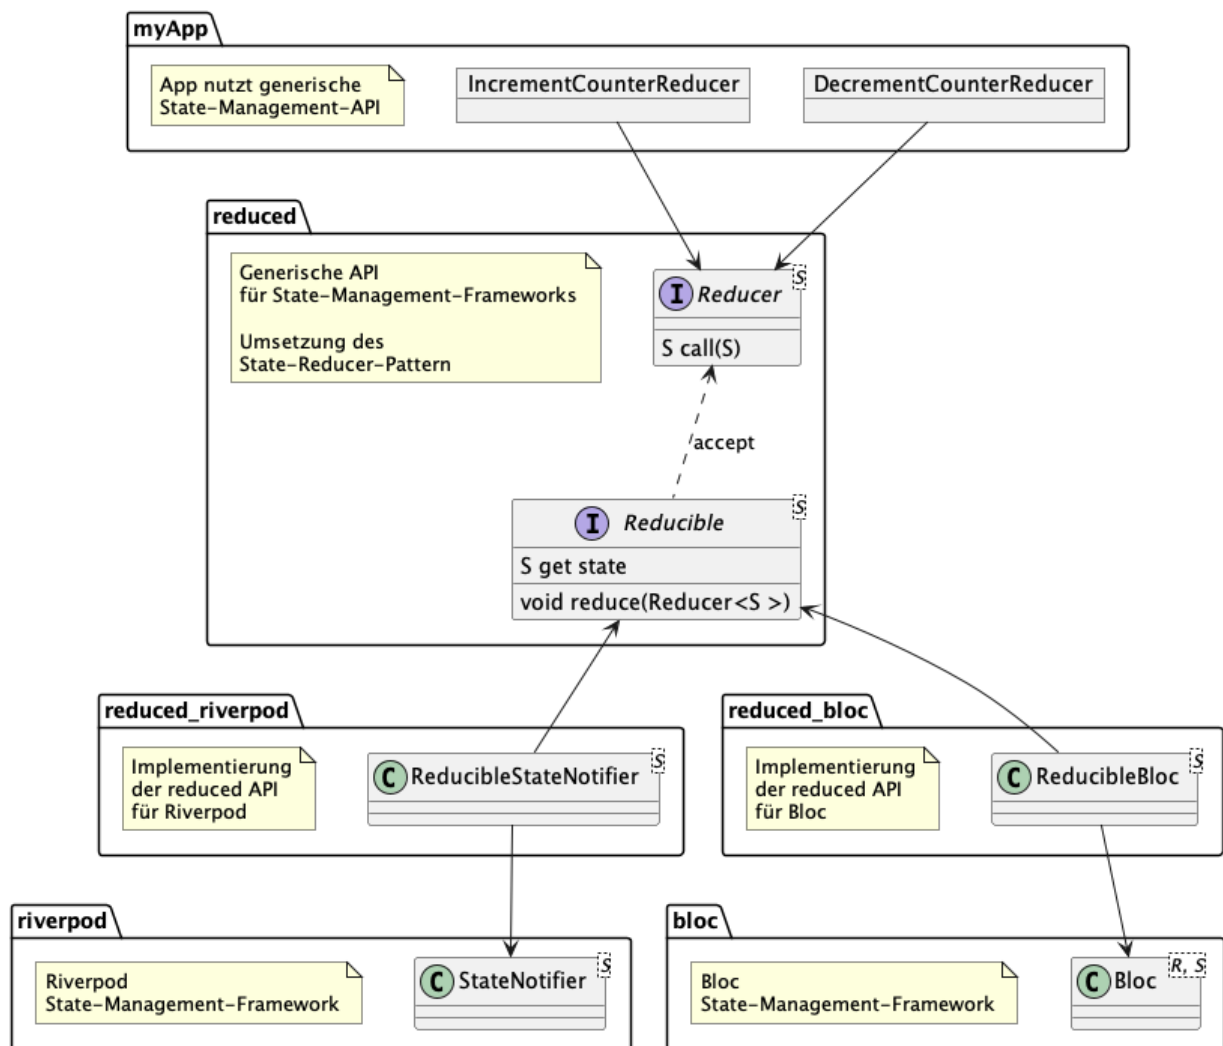 myApp
App nutzt generische
State-Management-API
IncrementCounterReducer
DecrementCounterReducer
reduced
Generische API
für State-Management-Frameworks
Umsetzung des
State-Reducer-Pattern
I Reducer
S
S call(S)
accept
I Reducible
S
S get state
void reduce(Reducer<S >)
reduced_riverpod
Implementierung
der reduced API
für Riverpod
C ReducibleStateNotifier
S
reduced_bloc
Implementierung
der reduced API
für Bloc
C ReducibleBloc
S
riverpod
Riverpod
State-Management-Framework
C StateNotifier
S
bloc
Bloc
State-Management-Framework
C Bloc
R, S